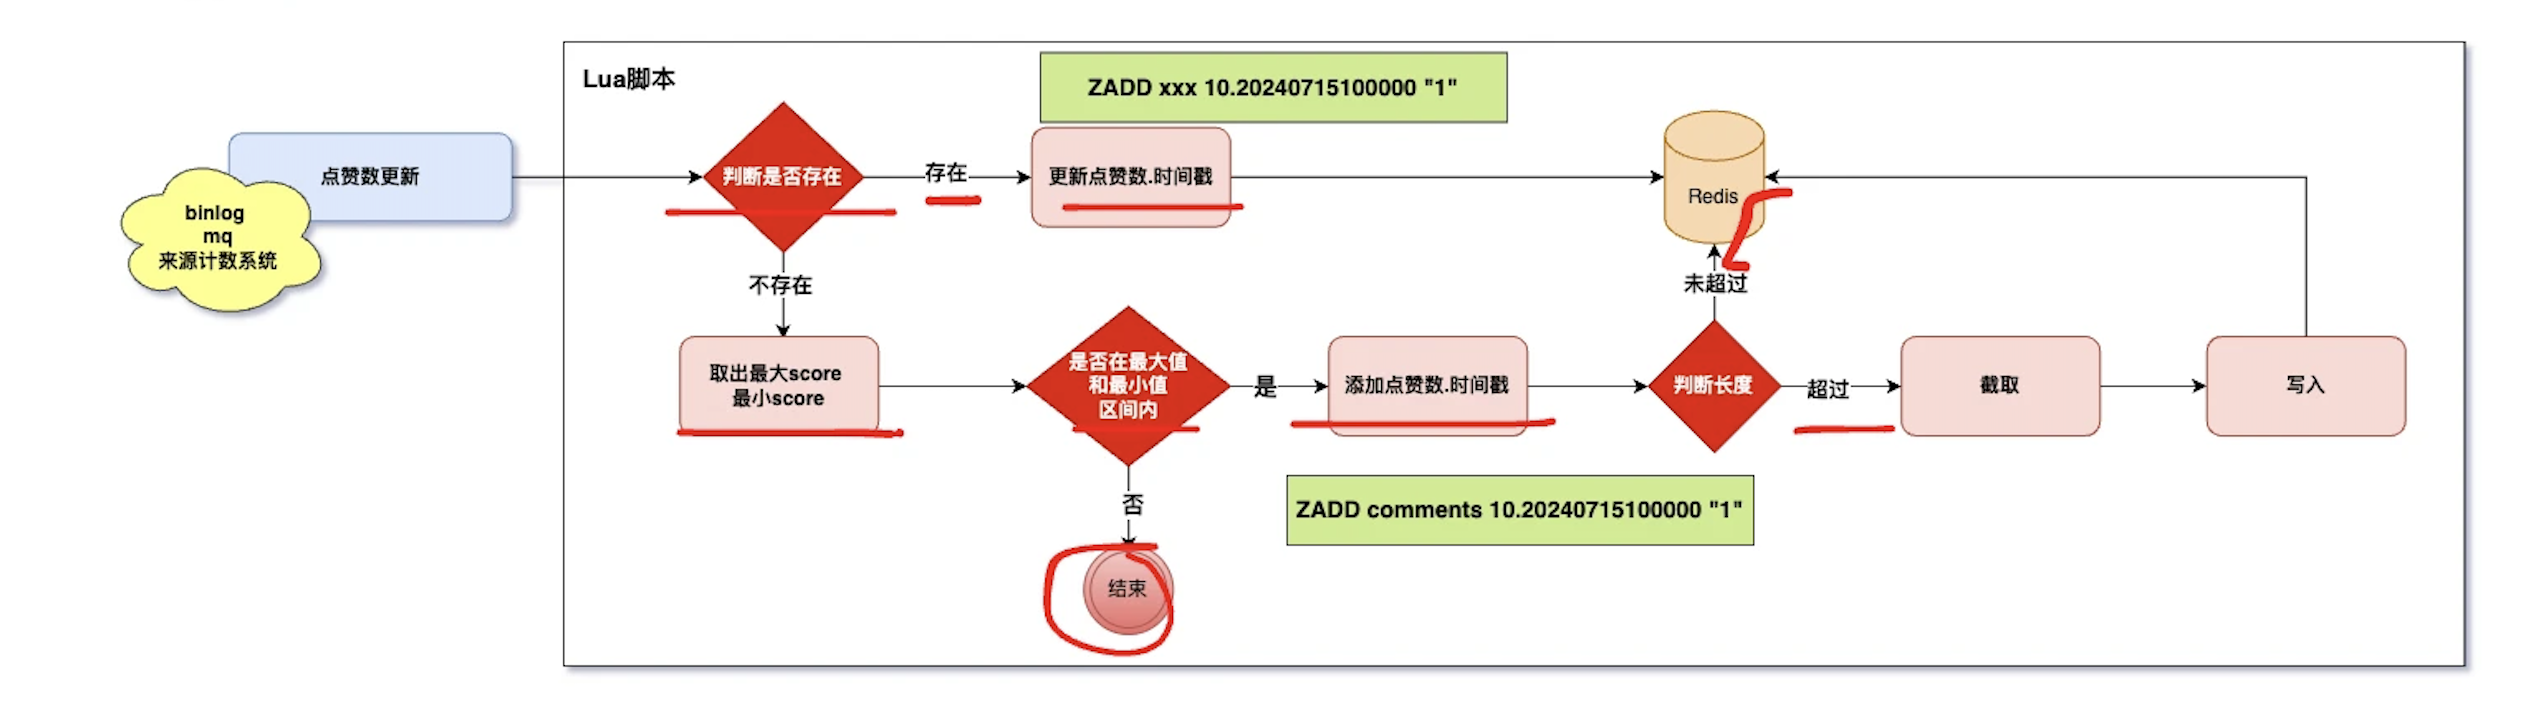 Lua脚本
ZADD xxx 10.20240715100000 "1"
点赞数更新
binlog
mq
来源计数系统
判断是否存在
存在
更新点赞数.时间戳
Redis
不存在
未超过
取出最大score
最小score
是否在最大值
和最小值
区间内
是
添加点赞数.时间戳
判断长度
超过
截取
写入
否
ZADD comments 10.20240715100000 "1"
结束